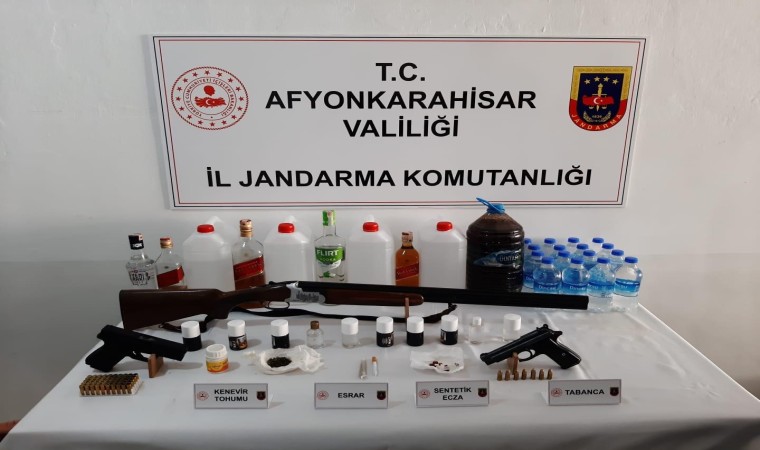 T.C.
AFYONKARAHİSAR
VALİLİĞİ
İL JANDARMA KOMUTANLIĞI
JANDARMA
FLIRT
KENEVİR
TOHUMU
ESRAR
SENTETİK
ECZA
TABANCA